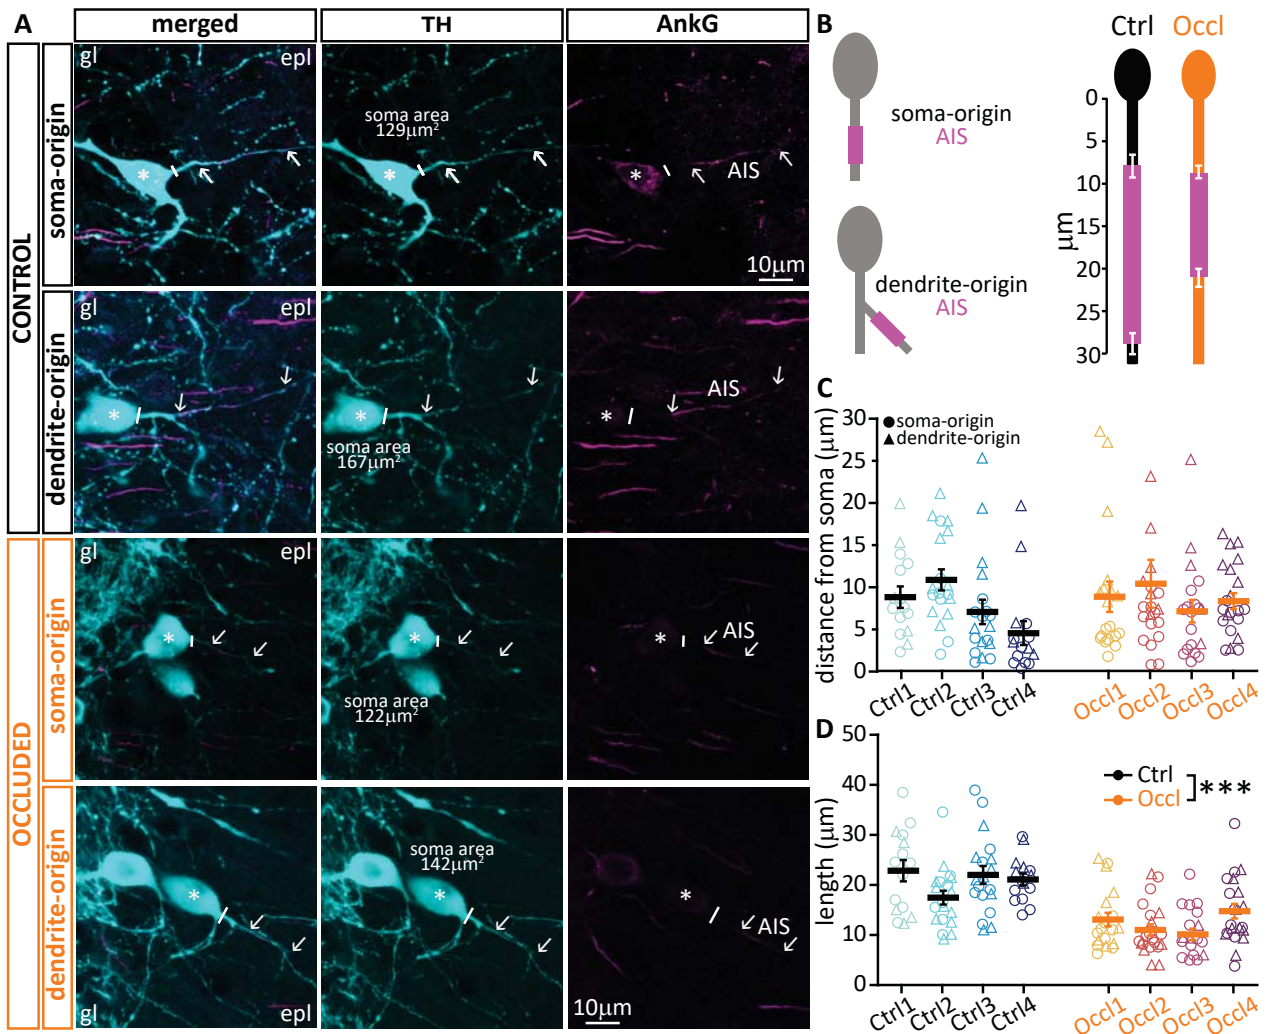 A
merged
TH
AnkG
CONTROL
soma-origin
gl
epl
*
soma area
129µm²
*
*
AIS
10µm
dendrite-origin
gl
epl
*
*
soma area
167µm²
*
AIS
OCCLUDED
soma-origin
gl
epl
*
*
soma area
122µm²
*
AIS
dendrite-origin
*
gl
epl
soma area
142µm²
*
*
AIS
10µm
B
soma-origin
AIS
dendrite-origin
AIS
Ctrl
Occl
0
5
10
15
20
25
30
µm
C
soma-origin
dendrite-origin
distance from soma (µm)
30
25
20
15
10
5
0
Ctrl1
Ctrl2
Ctrl3
Ctrl4
Occl1
Occl2
Occl3
Occl4
D
Ctrl
Occl
***
length (µm)
50
40
30
20
10
0
Ctrl1
Ctrl2
Ctrl3
Ctrl4
Occl1
Occl2
Occl3
Occl4